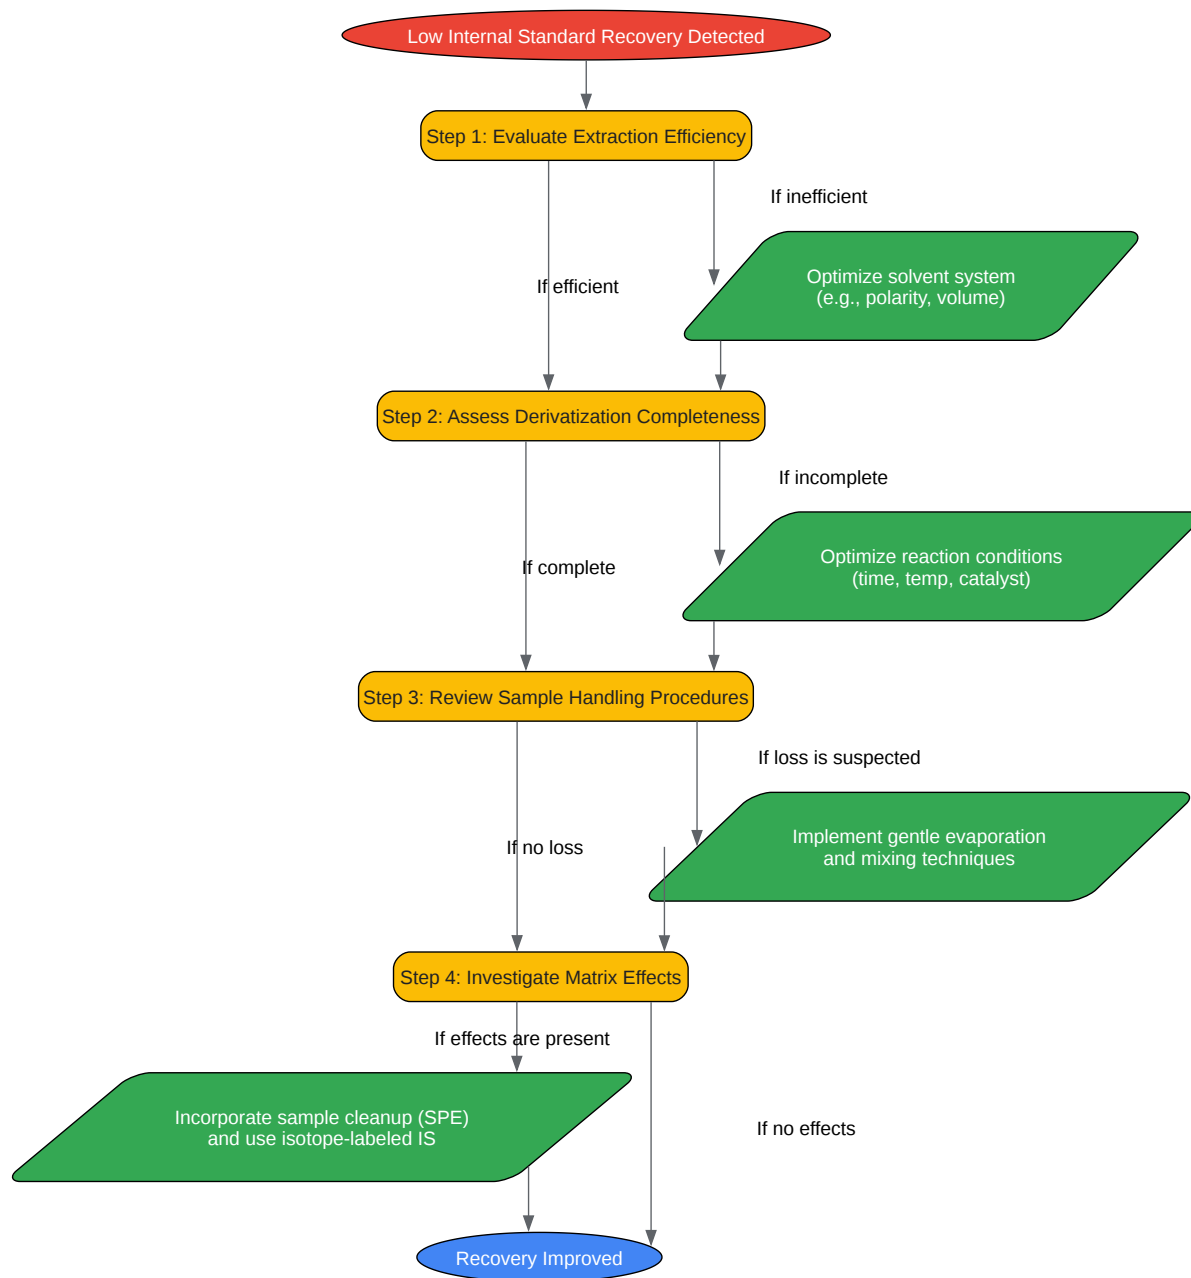 Low Internal Standard Recovery Detected
Step 1: Evaluate Extraction Efficiency
If inefficient
Optimize solvent system
(e.g., polarity, volume)
If efficient
Step 2: Assess Derivatization Completeness
If incomplete
Optimize reaction conditions
(time, temp, catalyst)
If complete
Step 3: Review Sample Handling Procedures
If loss is suspected
Implement gentle evaporation
and mixing techniques
If no loss
Step 4: Investigate Matrix Effects
If effects are present
Incorporate sample cleanup (SPE)
and use isotope-labeled IS
If no effects
Recovery Improved